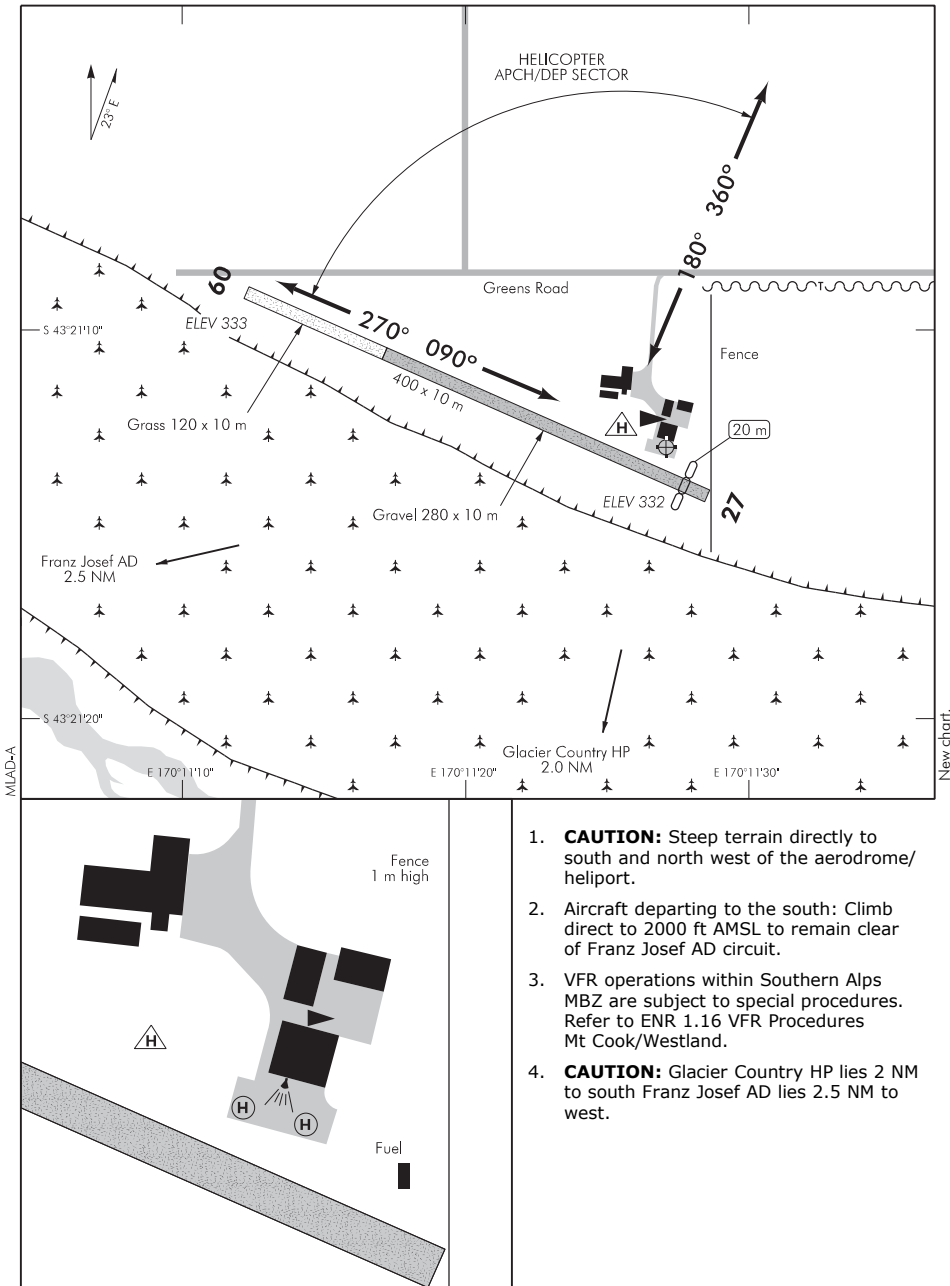 HELICOPTER
APCH/DEP SECTOR
23° E
360°
180°
09
Greens Road
ELEV 333
S 43°21'10"
270°
090°
Fence
400 x 10 m
Grass 120 x 10 m
H
20 m
ELEV 332
27
Gravel 280 x 10 m
Franz Josef AD
2.5 NM
S 43°21'20"
Glacier Country HP
2.0 NM
E 170°11'10"
E 170°11'20"
E 170°11'30"
MLAD-A
New chart.
T
Fence
1 m high
H
H
H
Fuel
1. CAUTION: Steep terrain directly to
south and north west of the aerodrome/
heliport.
2. Aircraft departing to the south: Climb
direct to 2000 ft AMSL to remain clear
of Franz Josef AD circuit.
3. VFR operations within Southern Alps
MBZ are subject to special procedures.
Refer to ENR 1.16 VFR Procedures
Mt Cook/Westland.
4. CAUTION: Glacier Country HP lies 2 NM
to south Franz Josef AD lies 2.5 NM to
west.